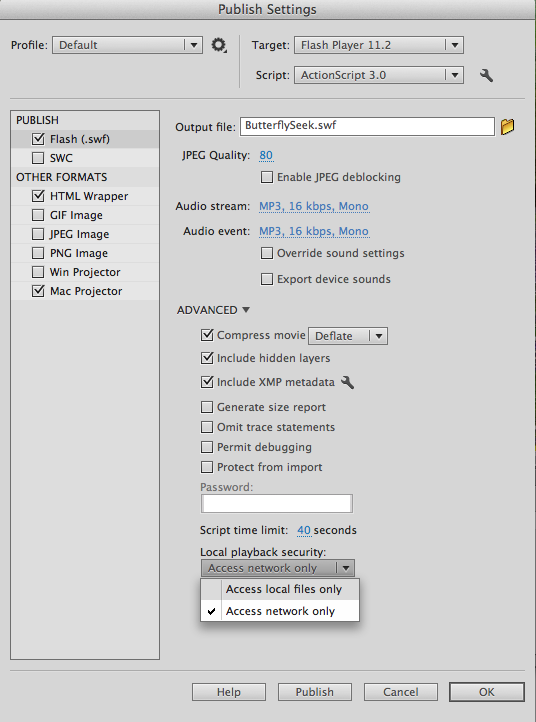 Publish Settings
Profile: Default
Target: Flash Player 11.2
Script: ActionScript 3.0
PUBLISH
Flash (.swf)
SWC
OTHER FORMATS
HTML Wrapper
GIF Image
JPEG Image
PNG Image
Win Projector
Mac Projector
Output file: ButterflySeek.swf
JPEG Quality: 80
Enable JPEG deblocking
Audio stream: MP3, 16 kbps, Mono
Audio event: MP3, 16 kbps, Mono
Override sound settings
Export device sounds
ADVANCED
Compress movie Deflate
Include hidden layers
Include XMP metadata
Generate size report
Omit trace statements
Permit debugging
Protect from import
Password:
Script time limit: 40 seconds
Local playback security:
Access network only
Access local files only
Access network only
Help Publish Cancel OK